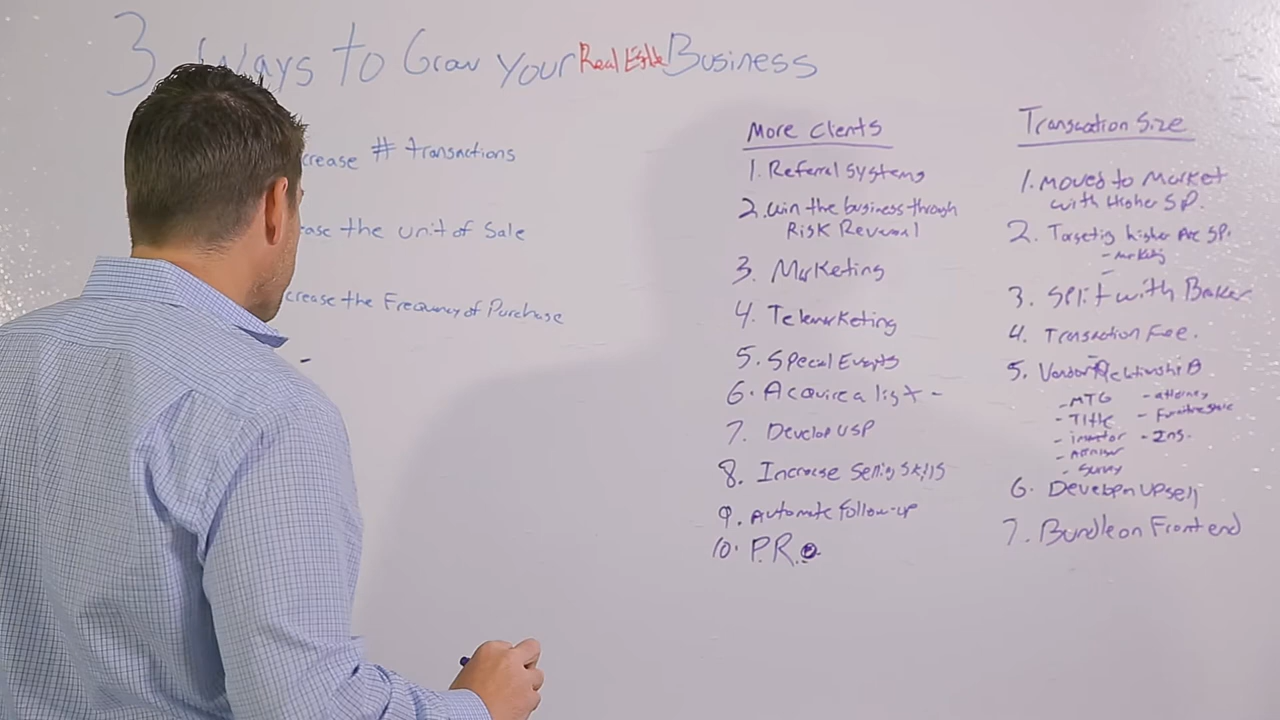 3 Ways to Grow Your Real Estate Business
crease # transactions
ease the unit of Sale
crease the Frequency of Purchase
-
More Clients
1. Referral Systems
2. win the business through
Risk Reversal
3. Marketing
4. Telemarketing
5. Special Events
6. Acquire a list -
7. Develop USP
8. Increase Selling Skills
9. Automate Follow-up
10. P.R.
Transaction Size
1. Moved to Market
with Higher SP.
2. Targeting higher Ave SP.
- marketing
-
3. Split with Broker
4. Transaction Fee.
5. Vendor Relationship
- MTG
- Title
- investor
- Survey
- attorney
- Ins.
6. Develop upsell
7. Bundle on Front end